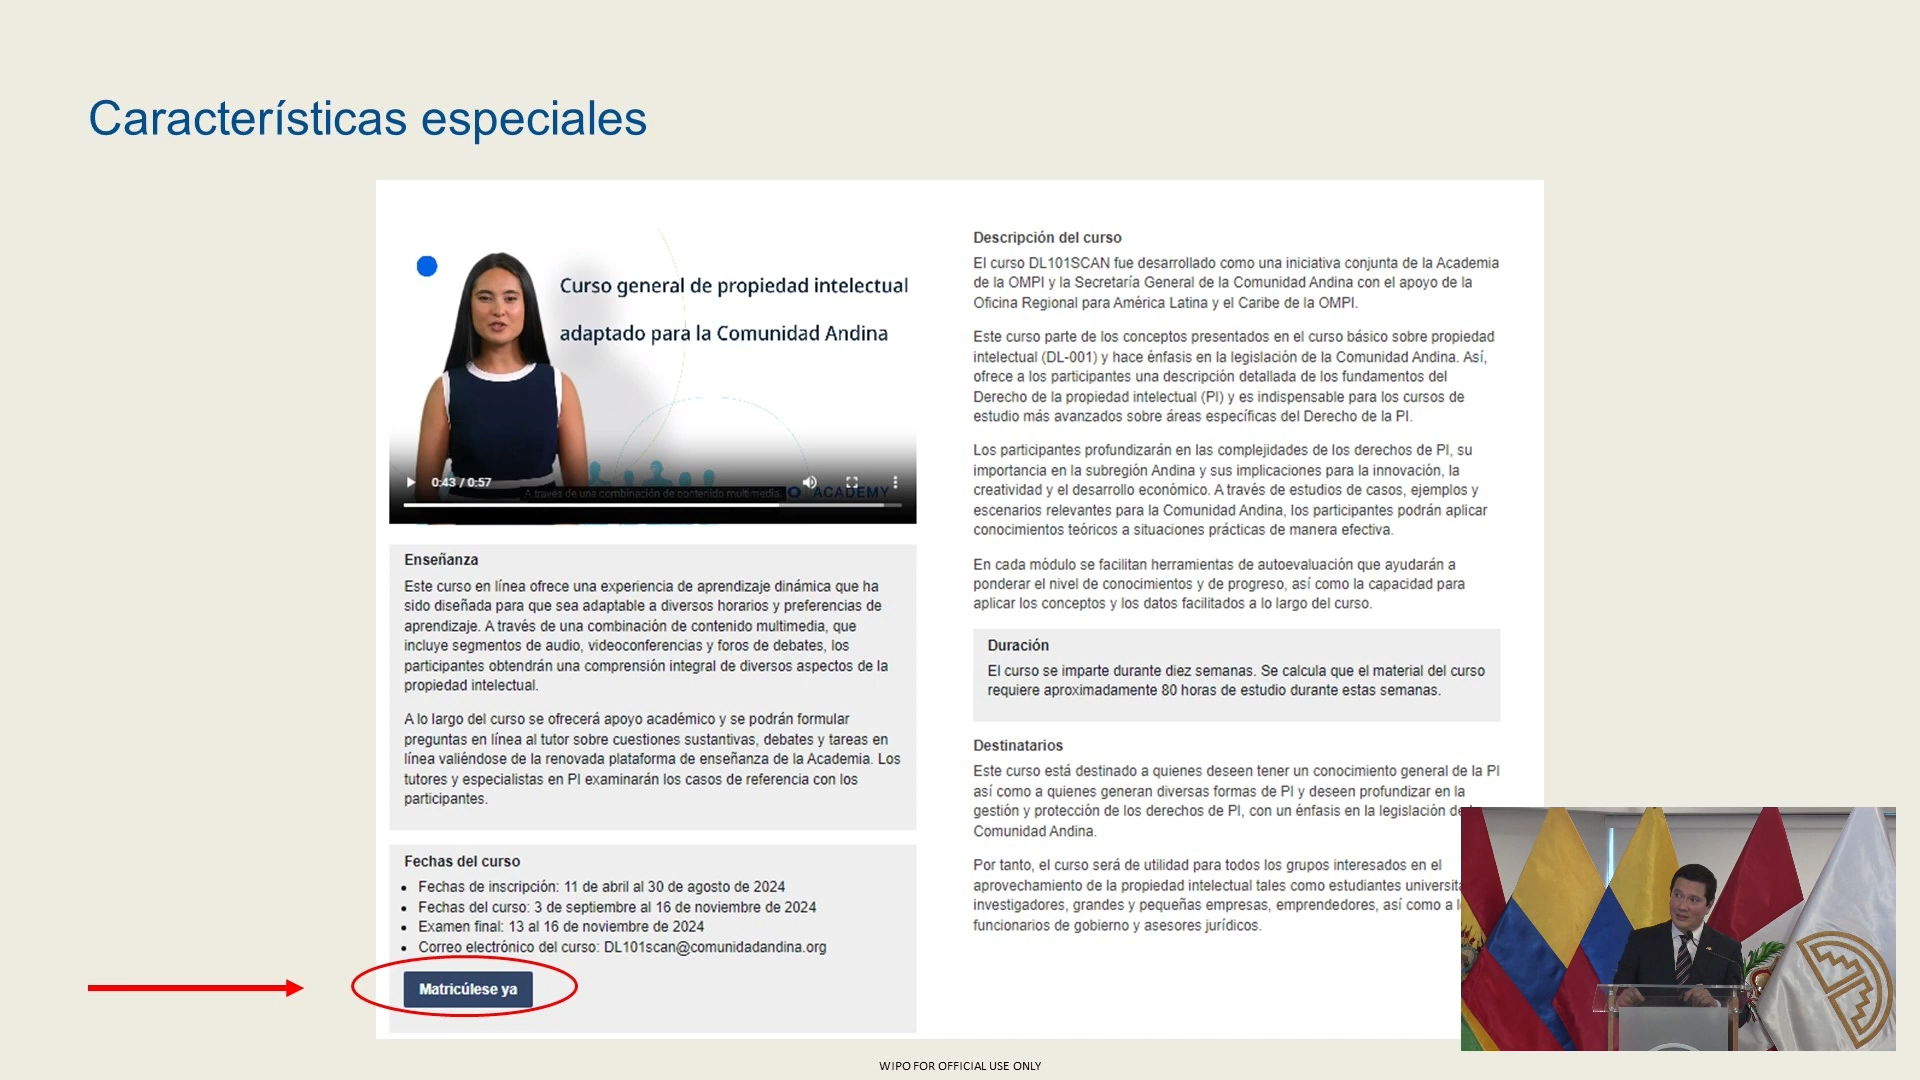 Características especiales
Curso general de propiedad intelectual
adaptado para la Comunidad Andina
0:43 / 0:57
A través de una combinación de contenido multimedia,
ACADEMY
Enseñanza
Este curso en línea ofrece una experiencia de aprendizaje dinámica que ha
sido diseñada para que sea adaptable a diversos horarios y preferencias de
aprendizaje. A través de una combinación de contenido multimedia, que
incluye segmentos de audio, videoconferencias y foros de debates, los
participantes obtendrán una comprensión integral de diversos aspectos de la
propiedad intelectual.
A lo largo del curso se ofrecerá apoyo académico y se podrán formular
preguntas en línea al tutor sobre cuestiones sustantivas, debates y tareas en
línea valiéndose de la renovada plataforma de enseñanza de la Academia. Los
tutores y especialistas en PI examinarán los casos de referencia con los
participantes.
Fechas del curso
• Fechas de inscripción: 11 de abril al 30 de agosto de 2024
• Fechas del curso: 3 de septiembre al 16 de noviembre de 2024
• Examen final: 13 al 16 de noviembre de 2024
• Correo electrónico del curso: DL101scan@comunidadandina.org
Matricúlese ya
Descripción del curso
El curso DL101SCAN fue desarrollado como una iniciativa conjunta de la Academia
de la OMPI y la Secretaría General de la Comunidad Andina con el apoyo de la
Oficina Regional para América Latina y el Caribe de la OMPI.
Este curso parte de los conceptos presentados en el curso básico sobre propiedad
intelectual (DL-001) y hace énfasis en la legislación de la Comunidad Andina. Así,
ofrece a los participantes una descripción detallada de los fundamentos del
Derecho de la propiedad intelectual (PI) y es indispensable para los cursos de
estudio más avanzados sobre áreas específicas del Derecho de la PI.
Los participantes profundizarán en las complejidades de los derechos de PI, su
importancia en la subregión Andina y sus implicaciones para la innovación, la
creatividad y el desarrollo económico. A través de estudios de casos, ejemplos y
escenarios relevantes para la Comunidad Andina, los participantes podrán aplicar
conocimientos teóricos a situaciones prácticas de manera efectiva.
En cada módulo se facilitan herramientas de autoevaluación que ayudarán a
ponderar el nivel de conocimientos y de progreso, así como la capacidad para
aplicar los conceptos y los datos facilitados a lo largo del curso.
Duración
El curso se imparte durante diez semanas. Se calcula que el material del curso
requiere aproximadamente 80 horas de estudio durante estas semanas.
Destinatarios
Este curso está destinado a quienes deseen tener un conocimiento general de la PI
así como a quienes generan diversas formas de PI y deseen profundizar en la
gestión y protección de los derechos de PI, con un énfasis en la legislación de
Comunidad Andina.
Por tanto, el curso será de utilidad para todos los grupos interesados en el
aprovechamiento de la propiedad intelectual tales como estudiantes
investigadores, grandes y pequeñas empresas, emprendedores, así como a
funcionarios de gobierno y asesores jurídicos.
WIPO FOR OFFICIAL USE ONLY